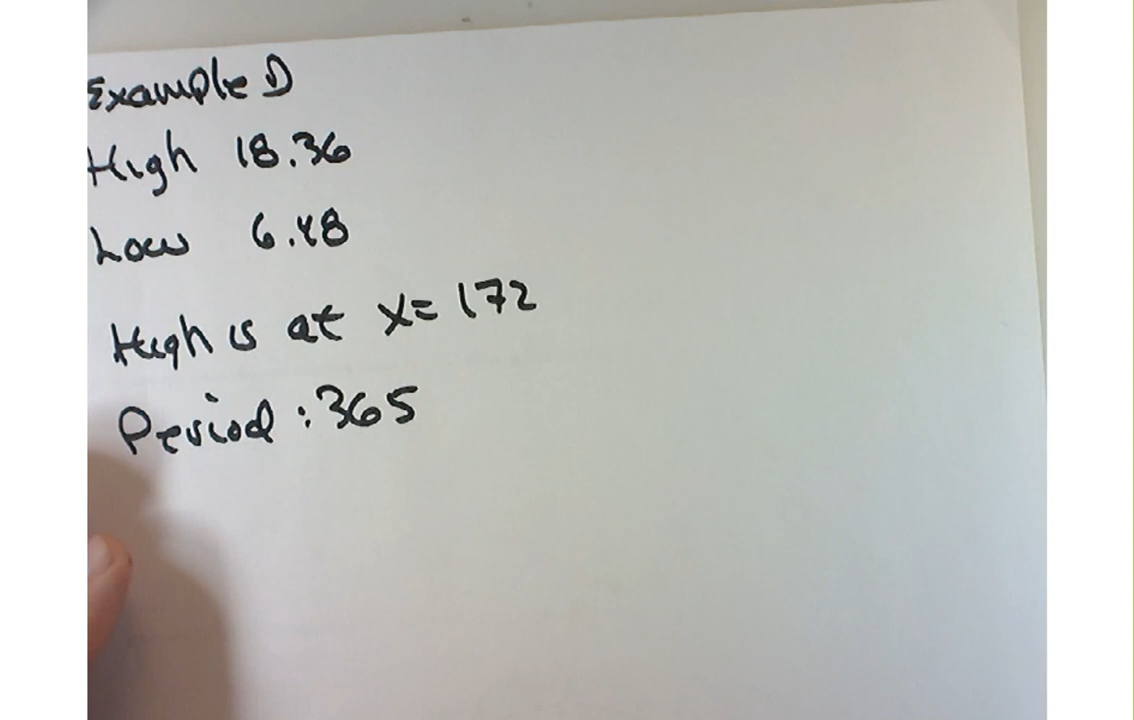 Example D
High 18.36
Low 6.48
High is at x=172
Period: 365